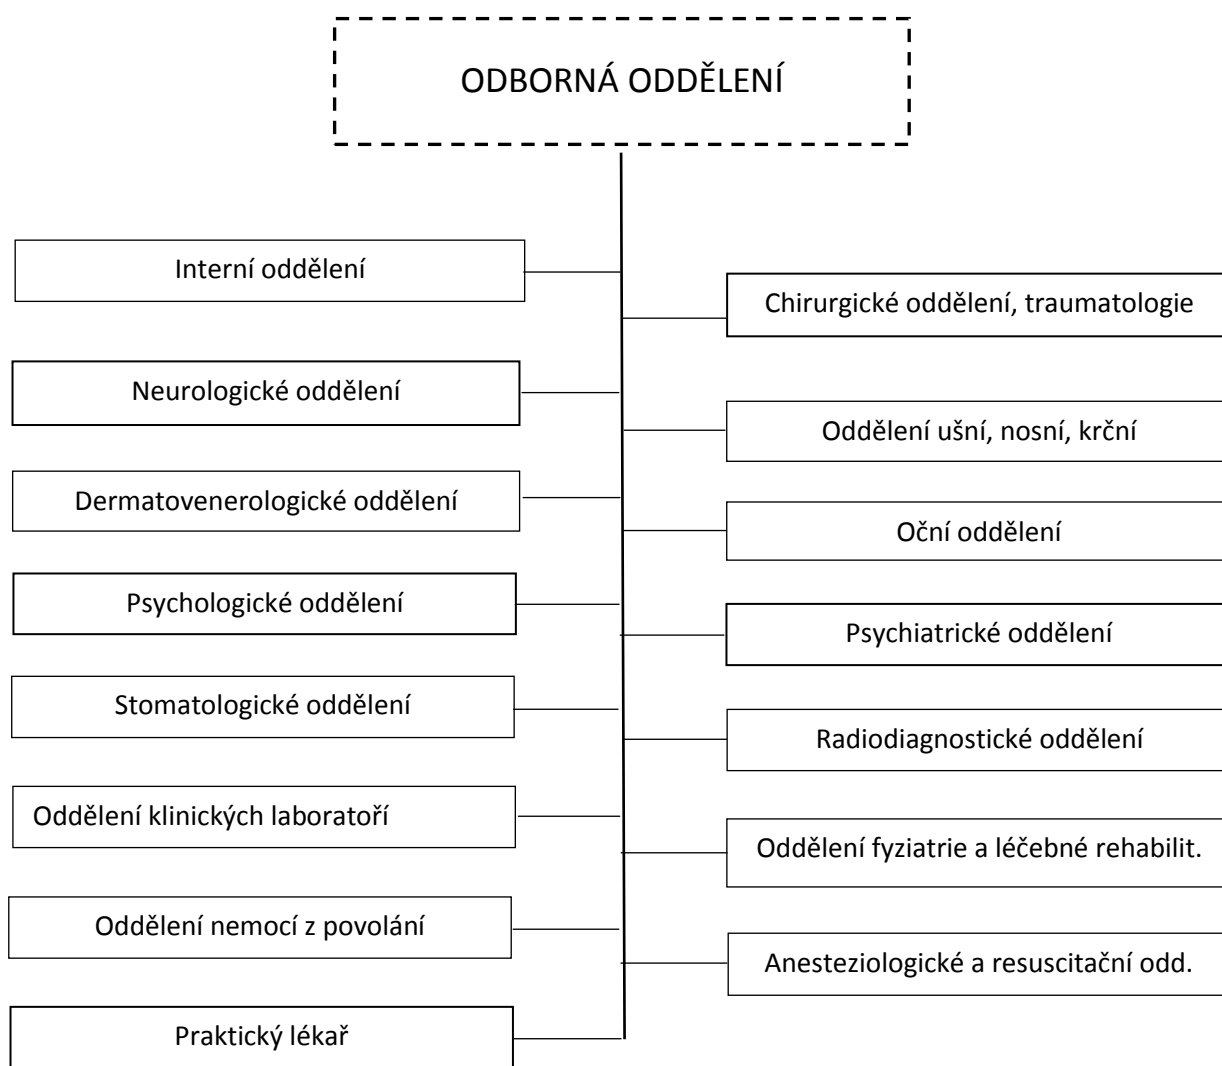 ODBORNÁ ODDĚLENÍ
Interní oddělení
Chirurgické oddělení, traumatologie
Neurologické oddělení
Oddělení ušní, nosní, krční
Dermatovenerologické oddělení
Oční oddělení
Psychologické oddělení
Psychiatrické oddělení
Stomatologické oddělení
Radiodiagnostické oddělení
Oddělení klinických laboratoří
Oddělení fyziatrie a léčebné rehabilit.
Oddělení nemocí z povolání
Anesteziologické a resuscitační odd.
Praktický lékař